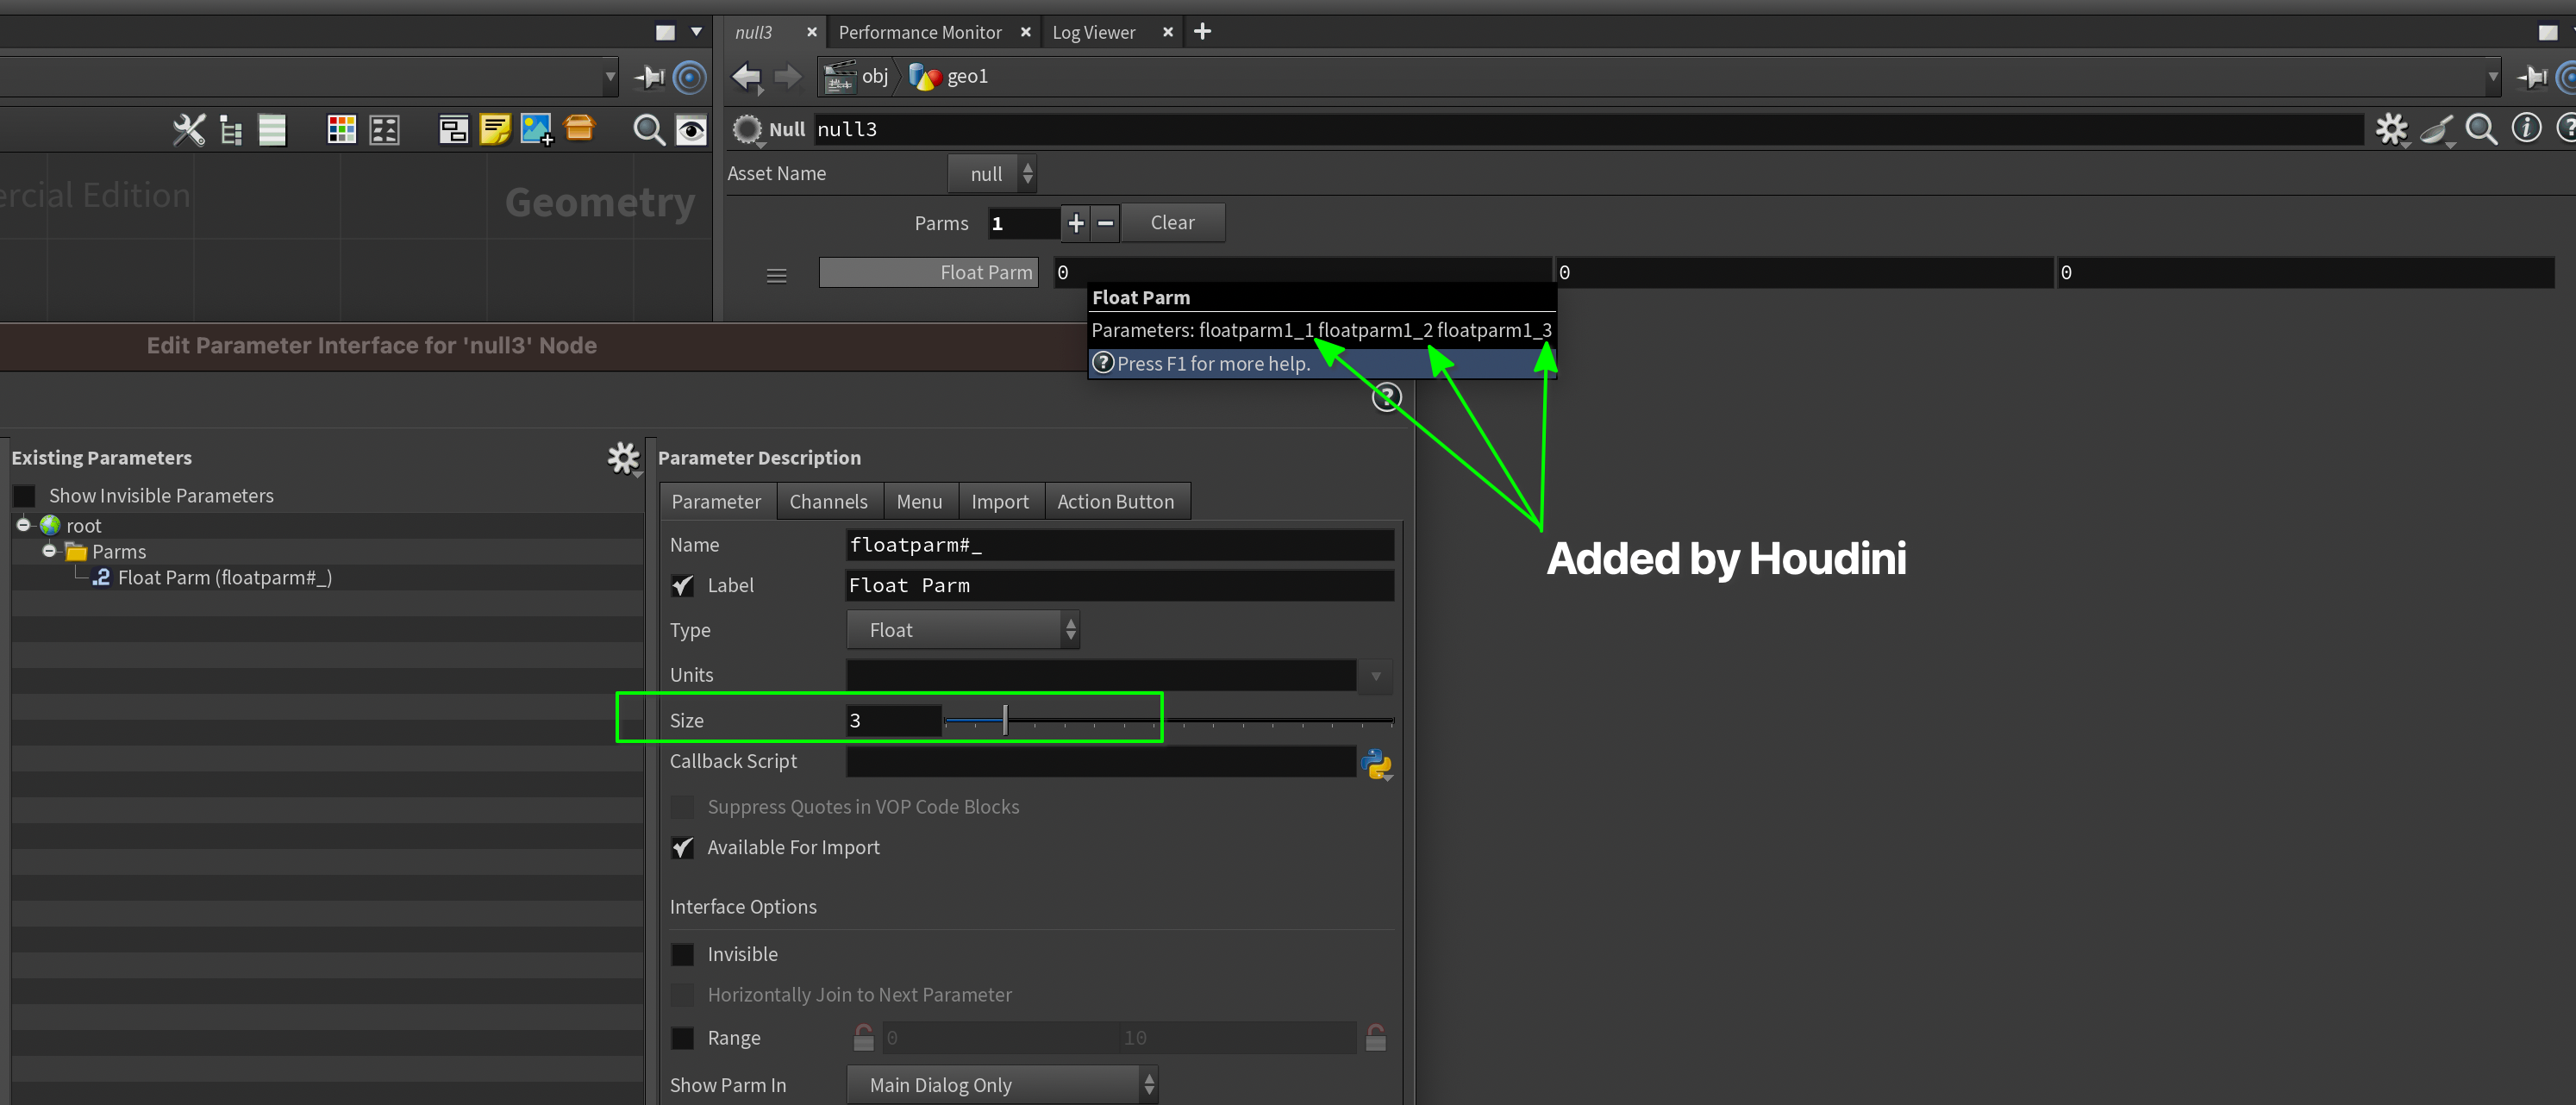 null3
Performance Monitor
Log Viewer
obj
geo1
Null
null3
ercial Edition
Geometry
Asset Name
null
Parms
1
Clear
Float Parm
0
0
0
Float Parm
Parameters: floatparm1_1 floatparm1_2 floatparm1_3
Press F1 for more help.
Edit Parameter Interface for 'null3' Node
Added by Houdini
Existing Parameters
Show Invisible Parameters
root
Parms
Float Parm (floatparm#_)
Parameter Description
Parameter
Channels
Menu
Import
Action Button
Name
floatparm#_
Label
Float Parm
Type
Float
Units
Size
3
Callback Script
Suppress Quotes in VOP Code Blocks
Available For Import
Interface Options
Invisible
Horizontally Join to Next Parameter
Range
0
10
Show Parm In
Main Dialog Only